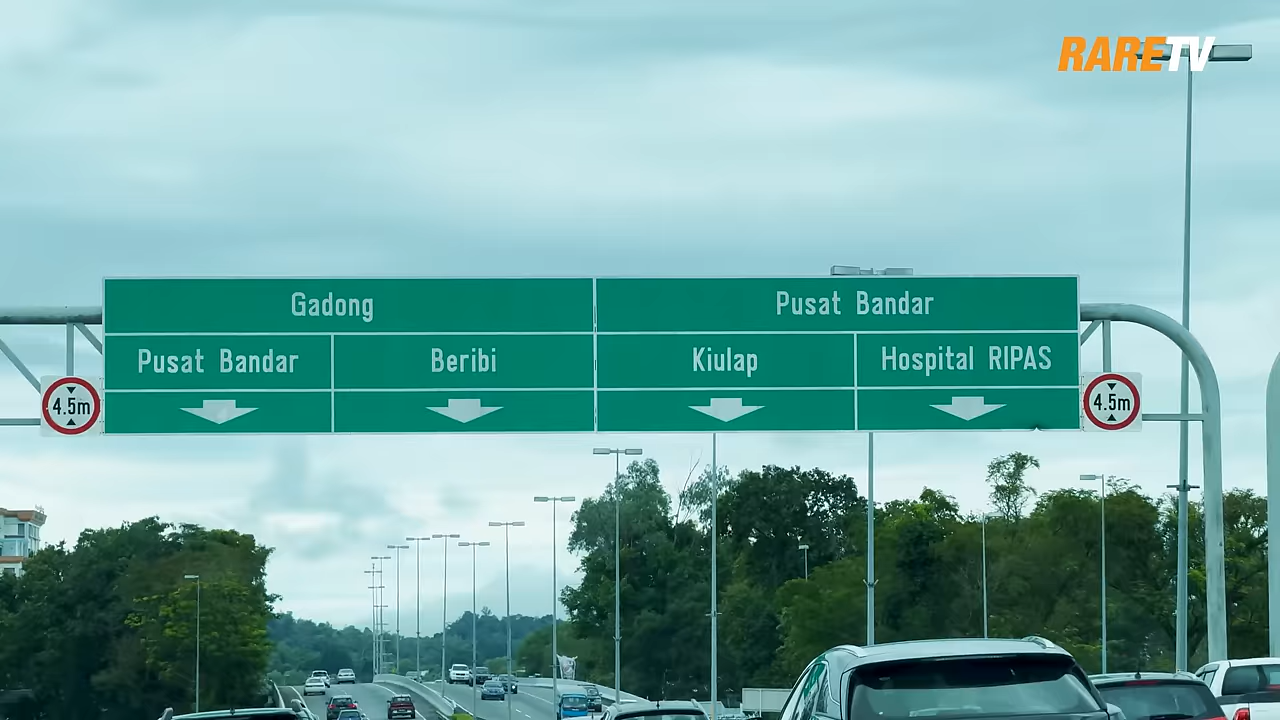 RARETV
Gadong
Pusat Bandar
Pusat Bandar
Beribi
Kiulap
Hospital RIPAS
4.5m
4.5m